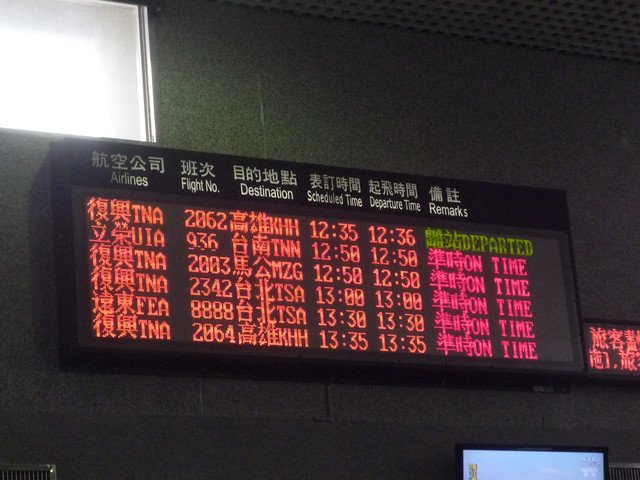 航空公司 班次 目的地點 表訂時間 起飛時間 備註
Airlines Flight No. Destination Scheduled Time Departure Time Remarks
復興TNA 2062 高雄KHH 12:35 12:36 離站DEPARTED
立榮UIA 936 台南TNN 12:50 12:50 準時ON TIME
復興TNA 2003 馬公MZG 12:50 12:50 準時ON TIME
復興TNA 2342 台北TSA 13:00 13:00 準時ON TIME
遠東FEA 8888 台北TSA 13:30 13:30 準時ON TIME
復興TNA 2064 高雄KHH 13:35 13:35 準時ON TIME
旅客
1,旅